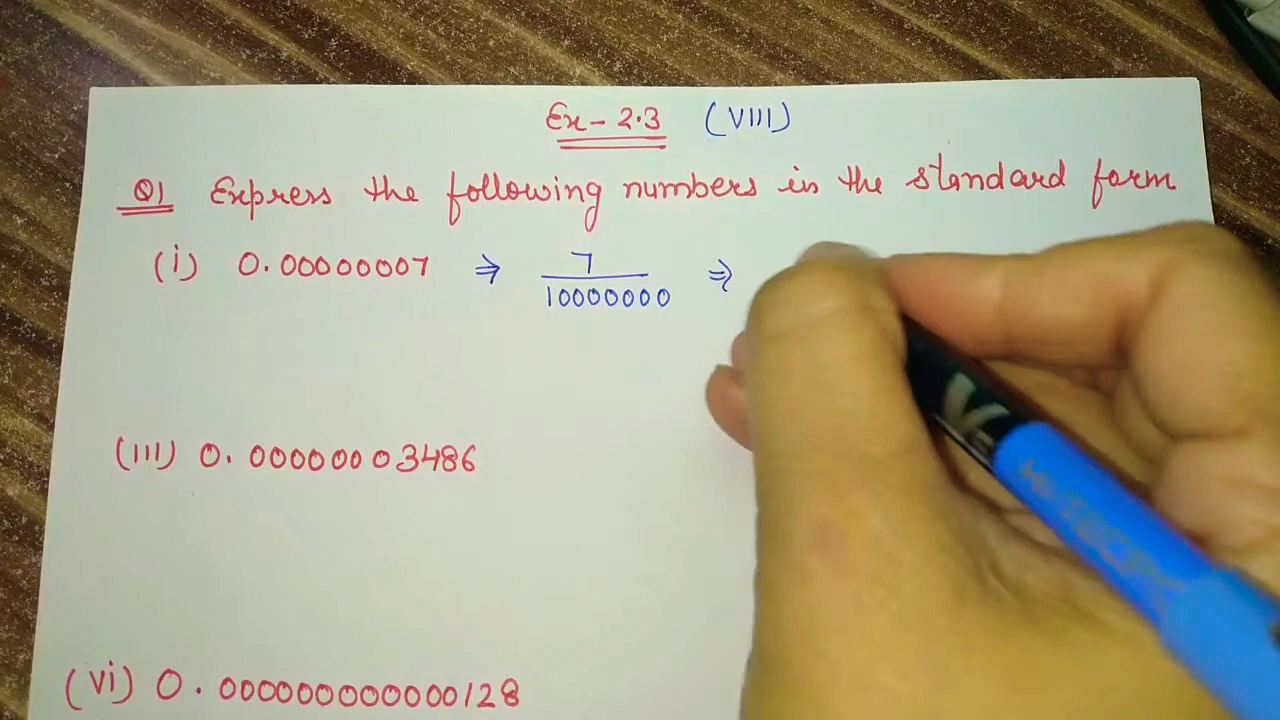 Ex - 2.3 (VIII)
Q1 Express the following numbers in the standard form
(i) 0.00000007 ⇒ 7/10000000 ⇒
(iii) 0.00000003486
(vi) 0.000000000000128